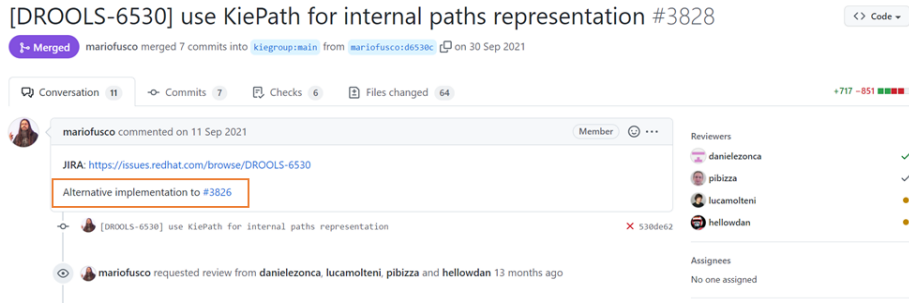 [DROOLS-6530] use KiePath for internal paths representation #3828
<> Code
Merged mariofusco merged 7 commits into kiegroup:main from mariofusco:d6530c on 30 Sep 2021
Conversation 11 Commits 7 Checks 6 Files changed 64 +717 −851
mariofusco commented on 11 Sep 2021 Member ...
JIRA: https://issues.redhat.com/browse/DROOLS-6530
Alternative implementation to #3826
[DROOLS-6530] use KiePath for internal paths representation 530de62
mariofusco requested review from danielezonca, lucamolteni, pibizza and hellowdan 13 months ago
Reviewers
danielezonca
pibizza
lucamolteni
hellowdan
Assignees
No one assigned